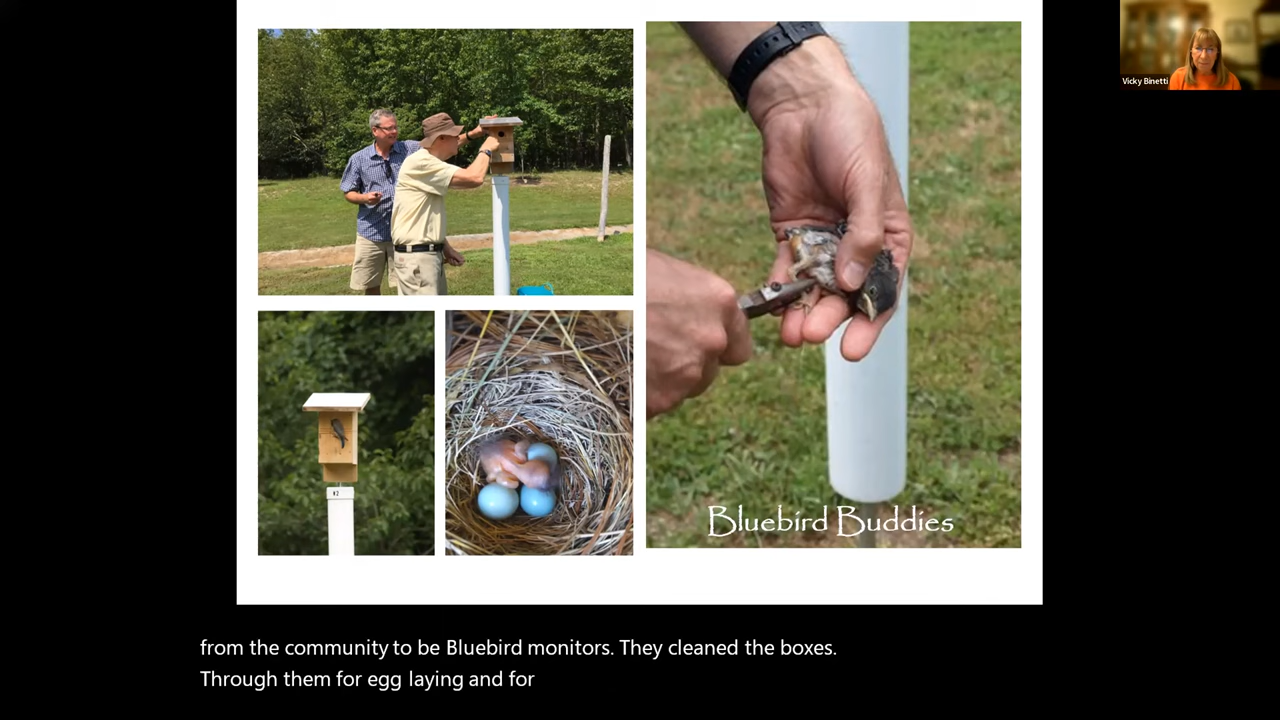 Vicky Binetti
#2
Bluebird Buddies
from the community to be Bluebird monitors. They cleaned the boxes.
Through them for egg laying and for